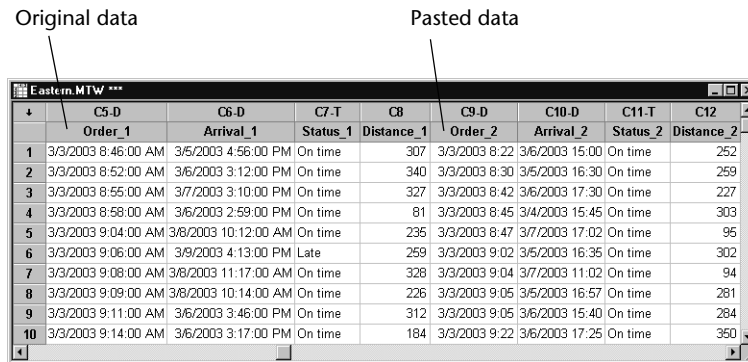 Original data Pasted data
Eastern.MTW ***
↓ C5-D C6-D C7-T C8 C9-D C10-D C11-T C12
Order_1 Arrival_1 Status_1 Distance_1 Order_2 Arrival_2 Status_2 Distance_2
1 3/3/2003 8:46:00 AM 3/5/2003 4:56:00 PM On time 307 3/3/2003 8:22 3/6/2003 15:00 On time 252
2 3/3/2003 8:52:00 AM 3/6/2003 3:12:00 PM On time 340 3/3/2003 8:30 3/5/2003 16:30 On time 259
3 3/3/2003 8:55:00 AM 3/7/2003 3:10:00 PM On time 327 3/3/2003 8:42 3/6/2003 17:30 On time 227
4 3/3/2003 8:58:00 AM 3/6/2003 2:59:00 PM On time 81 3/3/2003 8:45 3/4/2003 15:45 On time 303
5 3/3/2003 9:04:00 AM 3/8/2003 10:12:00 AM On time 235 3/3/2003 8:47 3/7/2003 17:02 On time 95
6 3/3/2003 9:06:00 AM 3/9/2003 4:13:00 PM Late 259 3/3/2003 9:02 3/5/2003 16:35 On time 302
7 3/3/2003 9:08:00 AM 3/8/2003 11:17:00 AM On time 328 3/3/2003 9:04 3/7/2003 11:02 On time 94
8 3/3/2003 9:09:00 AM 3/8/2003 10:14:00 AM On time 226 3/3/2003 9:05 3/5/2003 16:57 On time 281
9 3/3/2003 9:11:00 AM 3/6/2003 3:46:00 PM On time 312 3/3/2003 9:05 3/6/2003 15:40 On time 284
10 3/3/2003 9:14:00 AM 3/6/2003 3:17:00 PM On time 184 3/3/2003 9:22 3/6/2003 17:25 On time 350